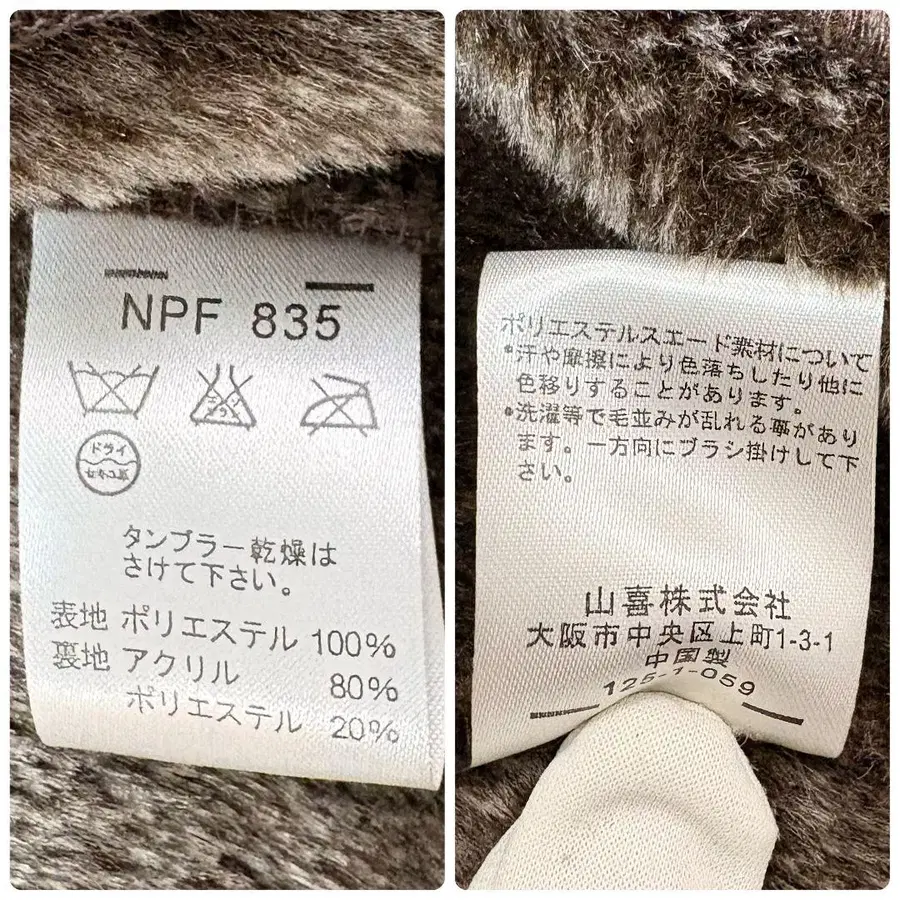 NPF 835
エンソ
サラシ
ドライ
セキユ系
タンブラー乾燥は
さけて下さい。
表地 ポリエステル 100%
裏地 アクリル 80%
ポリエステル 20%
ポリエステルスエード素材について
•汗や摩擦により色落ちしたり他に
色移りすることがあります。
•洗濯等で毛並みが乱れる事があり
ます。一方向にブラシ掛けして下
さい。
山喜株式会社
大阪市中央区上町1-3-1
中国製
125-1-059